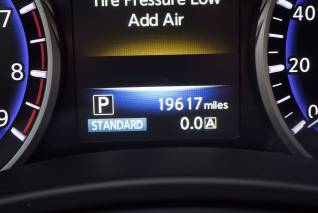 Tire Pressure Low
Add Air
P 19617 miles
STANDARD 0.0 A
7
8
9
40
20
0